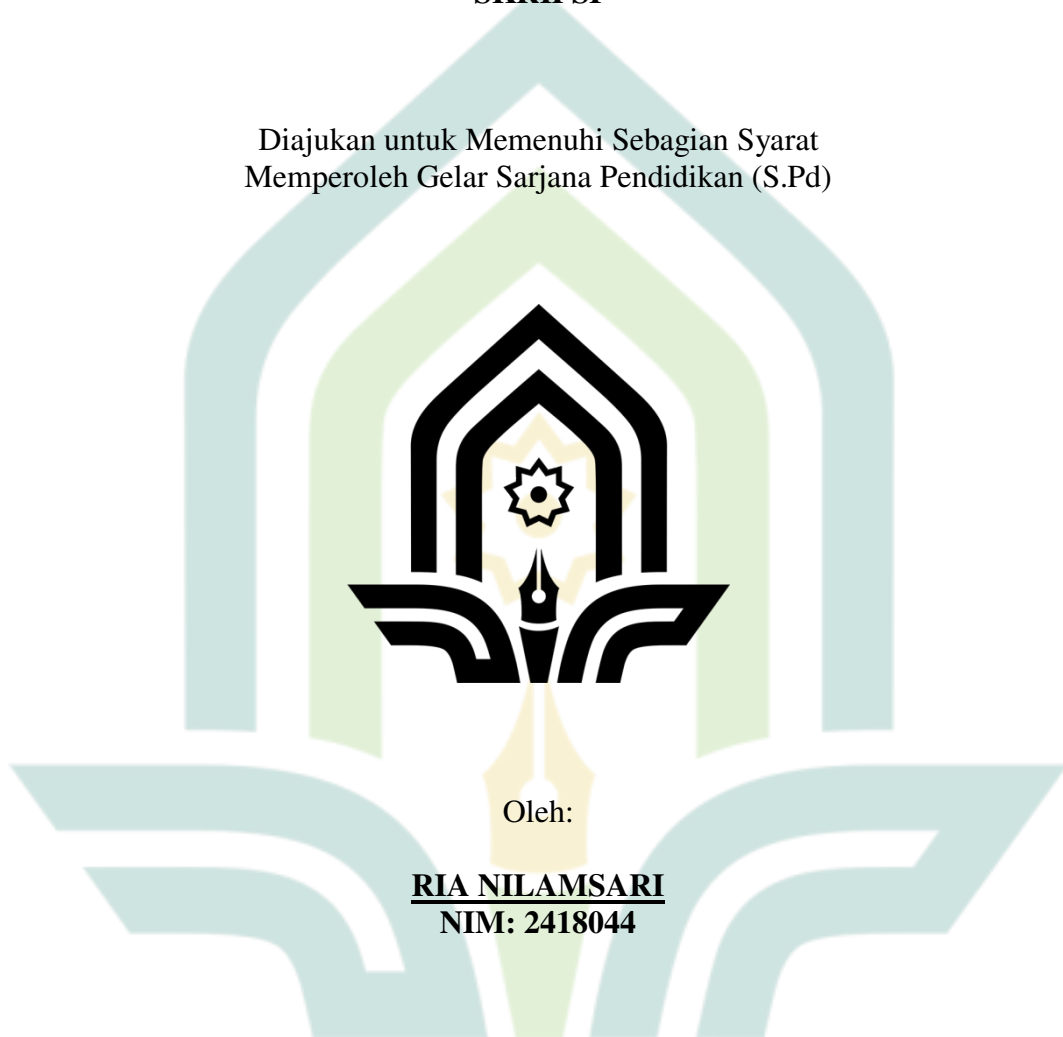 Diajukan untuk Memenuhi Sebagian Syarat
Memperoleh Gelar Sarjana Pendidikan (S.Pd)
Oleh:
RIA NILAMSARI
NIM: 2418044